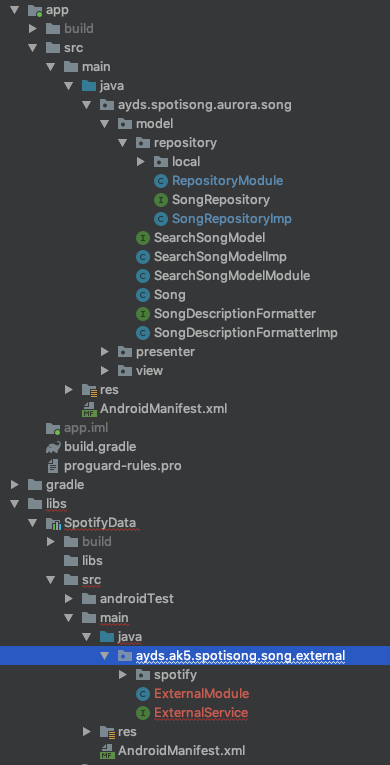 app
build
src
main
java
ayds.spotisong.aurora.song
model
repository
local
C RepositoryModule
I SongRepository
C SongRepositoryImp
I SearchSongModel
C SearchSongModelImp
C SearchSongModelModule
C Song
I SongDescriptionFormatter
C SongDescriptionFormatterImp
presenter
view
res
MF AndroidManifest.xml
app.iml
build.gradle
proguard-rules.pro
gradle
libs
SpotifyData
build
libs
src
androidTest
main
java
ayds.ak5.spotisong.song.external
spotify
C ExternalModule
I ExternalService
res
MF AndroidManifest.xml